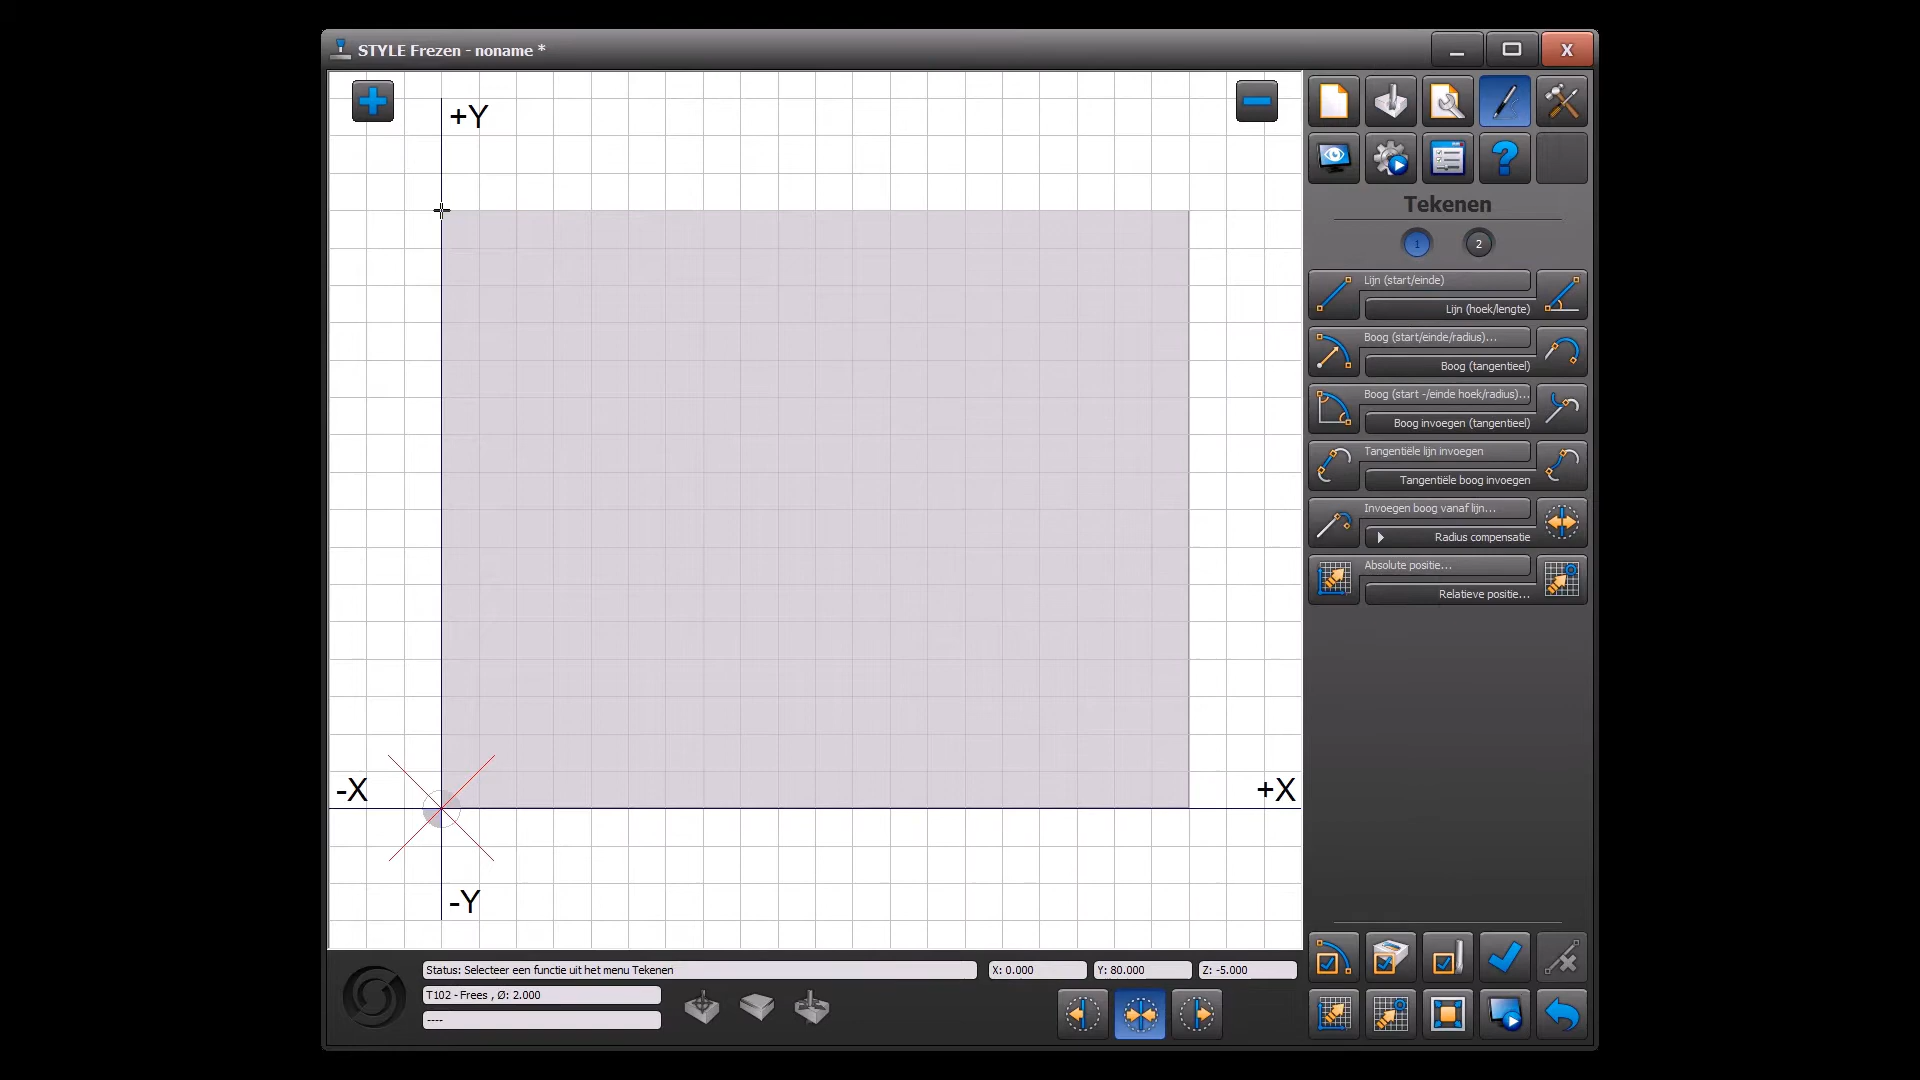 STYLE Frezen - noname *
X
+Y
-X
+X
-Y
Tekenen
1
2
Lijn (start/einde)
Lijn (hoek/lengte)
Boog (start/einde/radius)...
Boog (tangentieel)
Boog (start -/einde hoek/radius)...
Boog invoegen (tangentieel)
Tangentiële lijn invoegen
Tangentiële boog invoegen
Invoegen boog vanaf lijn...
Radius compensatie
Absolute positie...
Relatieve positie...
Status: Selecteer een functie uit het menu Tekenen
X: 0.000
Y: 80.000
Z: -5.000
T102 - Frees , Ø: 2.000
----